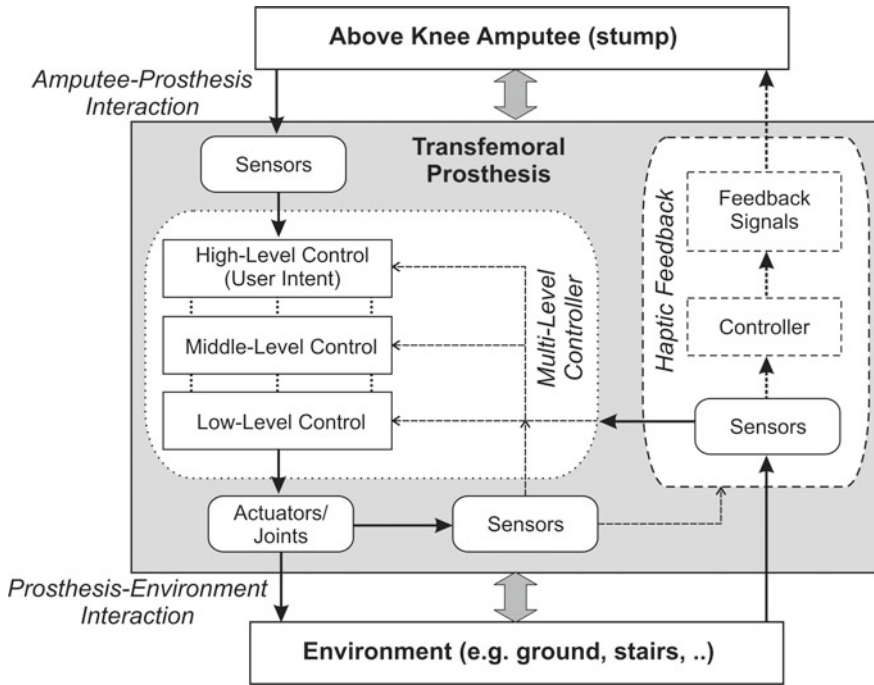 Above Knee Amputee (stump)
Amputee-Prosthesis
Interaction
Transfemoral
Prosthesis
Sensors
High-Level Control
(User Intent)
Middle-Level Control
Low-Level Control
Multi-Level
Controller
Haptic Feedback
Feedback
Signals
Controller
Sensors
Actuators/
Joints
Sensors
Prosthesis-Environment
Interaction
Environment (e.g. ground, stairs, ..)